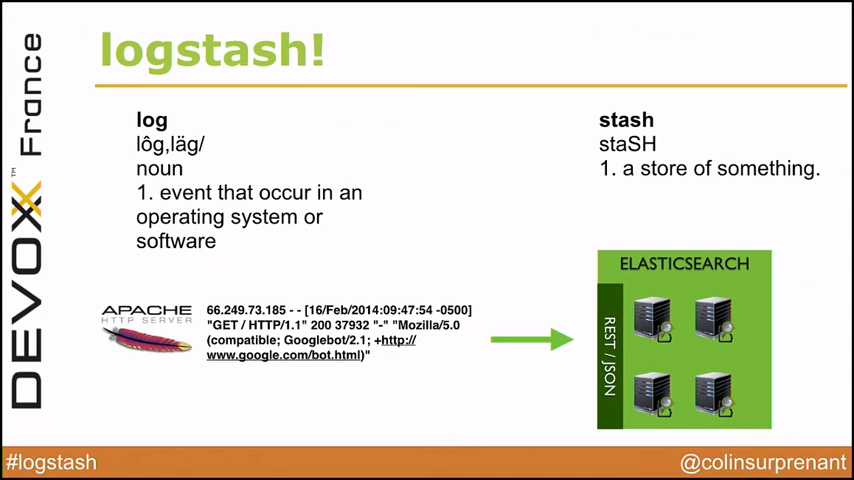 logstash!
DEVOXX™ France
log
lôg,läg/
noun
1. event that occur in an
operating system or
software
stash
staSH
1. a store of something.
APACHE
HTTP SERVER
66.249.73.185 - - [16/Feb/2014:09:47:54 -0500]
"GET / HTTP/1.1" 200 37932 "-" "Mozilla/5.0
(compatible; Googlebot/2.1; +http://
www.google.com/bot.html)"
ELASTICSEARCH
REST / JSON
#logstash
@colinsurprenant